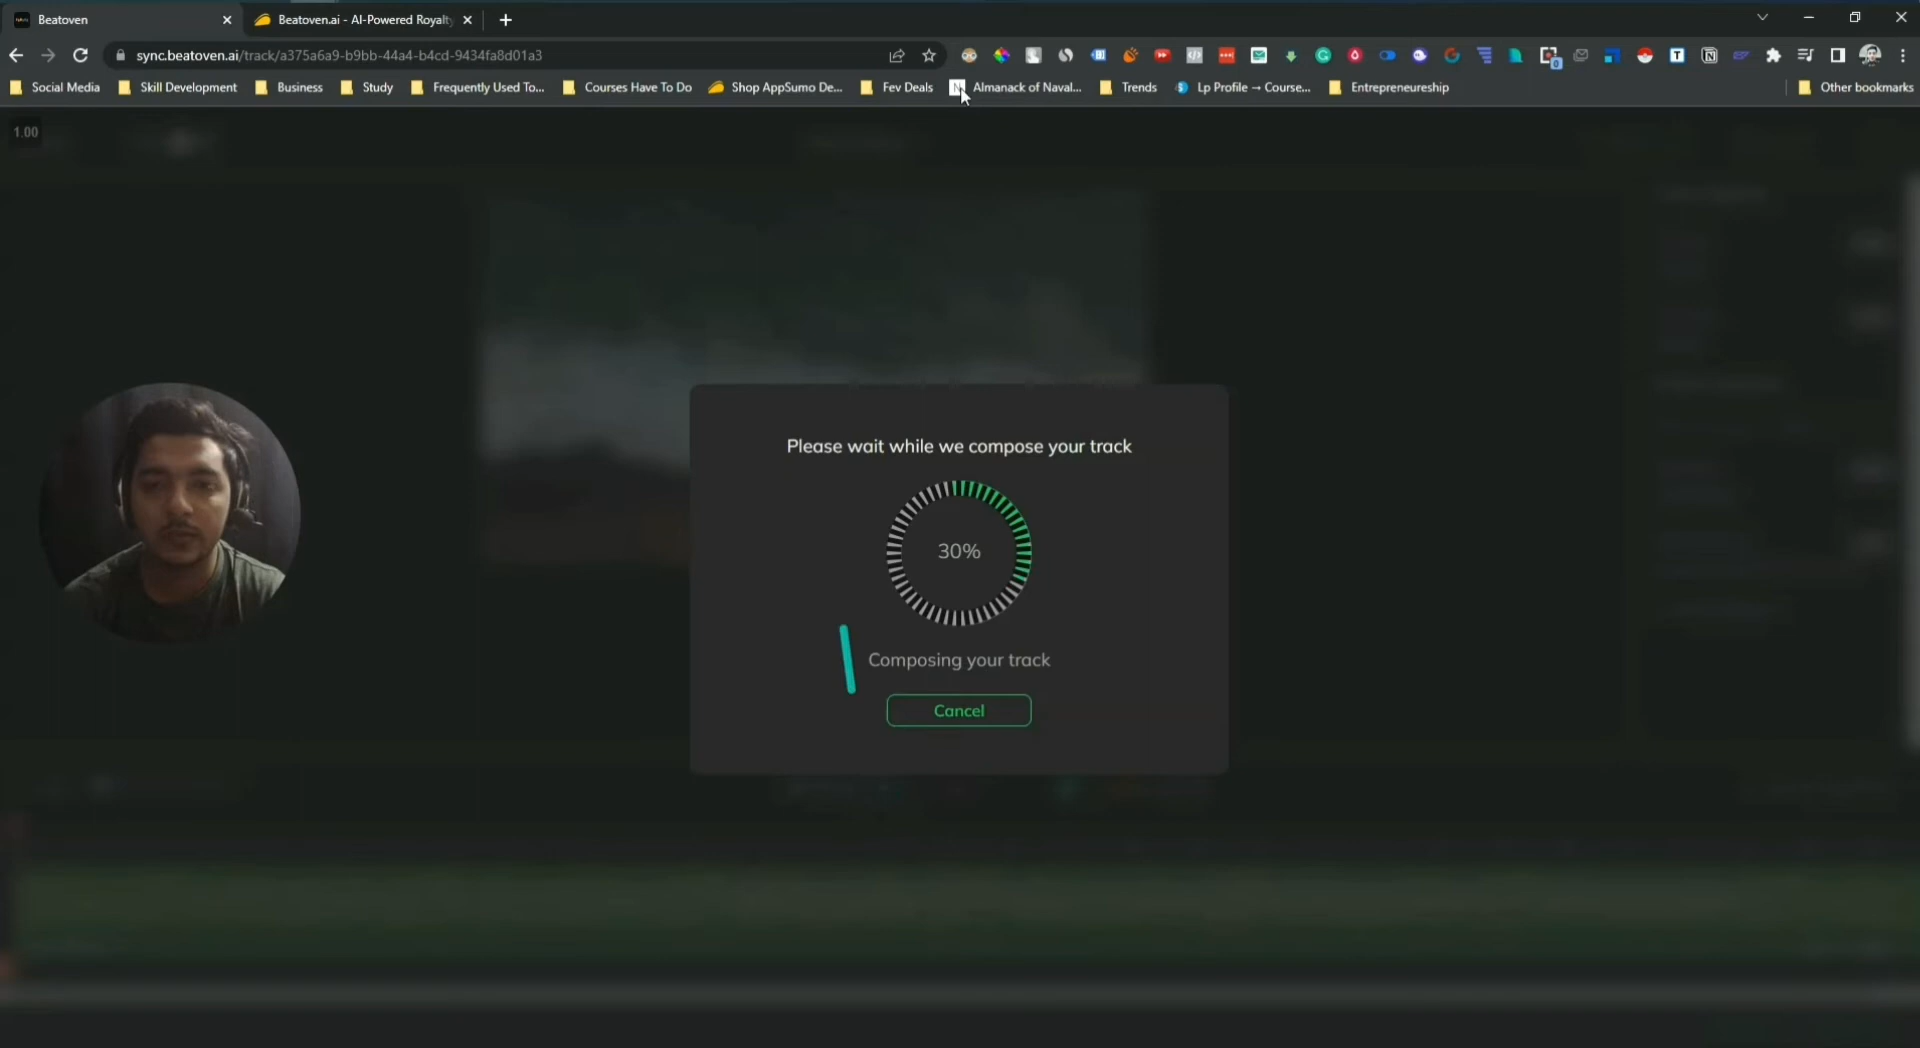 Beatoven
Beatoven.ai - AI-Powered Royalty
sync.beatoven.ai/track/a375a6a9-b9bb-44a4-b4cd-9434fa8d01a3
Social Media
Skill Development
Business
Study
Frequently Used To...
Courses Have To Do
Shop AppSumo De...
Fev Deals
Almanack of Naval...
Trends
Lp Profile → Course...
Entrepreneureship
Other bookmarks
1.00
Please wait while we compose your track
30%
Composing your track
Cancel